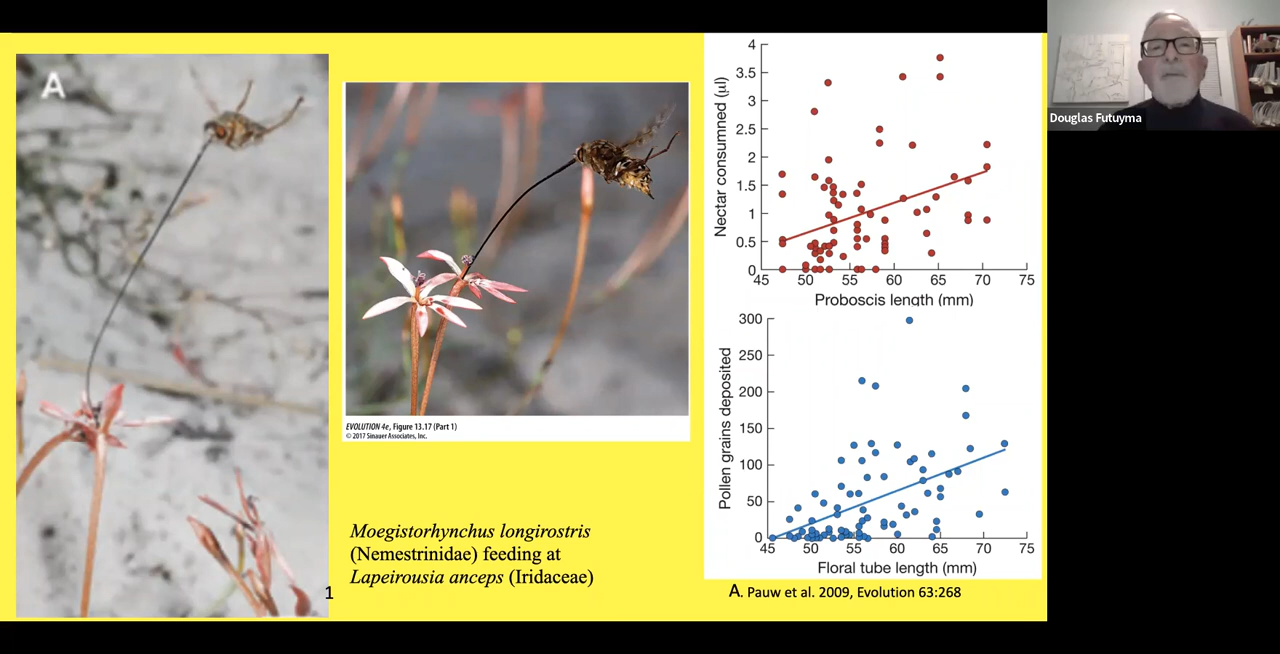 A
EVOLUTION 4e, Figure 13.17 (Part 1)
© 2017 Sinauer Associates, Inc.
Moegistorhynchus longirostris
(Nemestrinidae) feeding at
Lapeirousia anceps (Iridaceae)
1
Nectar consumned (μl)
4
3.5
3
2.5
2
1.5
1
0.5
0
45 50 55 60 65 70 75
Proboscis length (mm)
Pollen grains deposited
300
250
200
150
100
50
0
45 50 55 60 65 70 75
Floral tube length (mm)
A. Pauw et al. 2009, Evolution 63:268
Douglas Futuyma